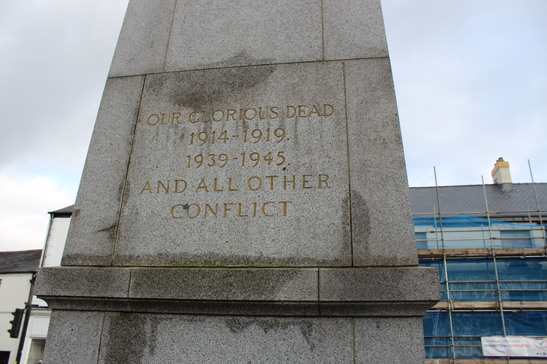 OUR GLORIOUS DEAD
1914-1919.
1939-1945.
AND ALL OTHER
CONFLICT